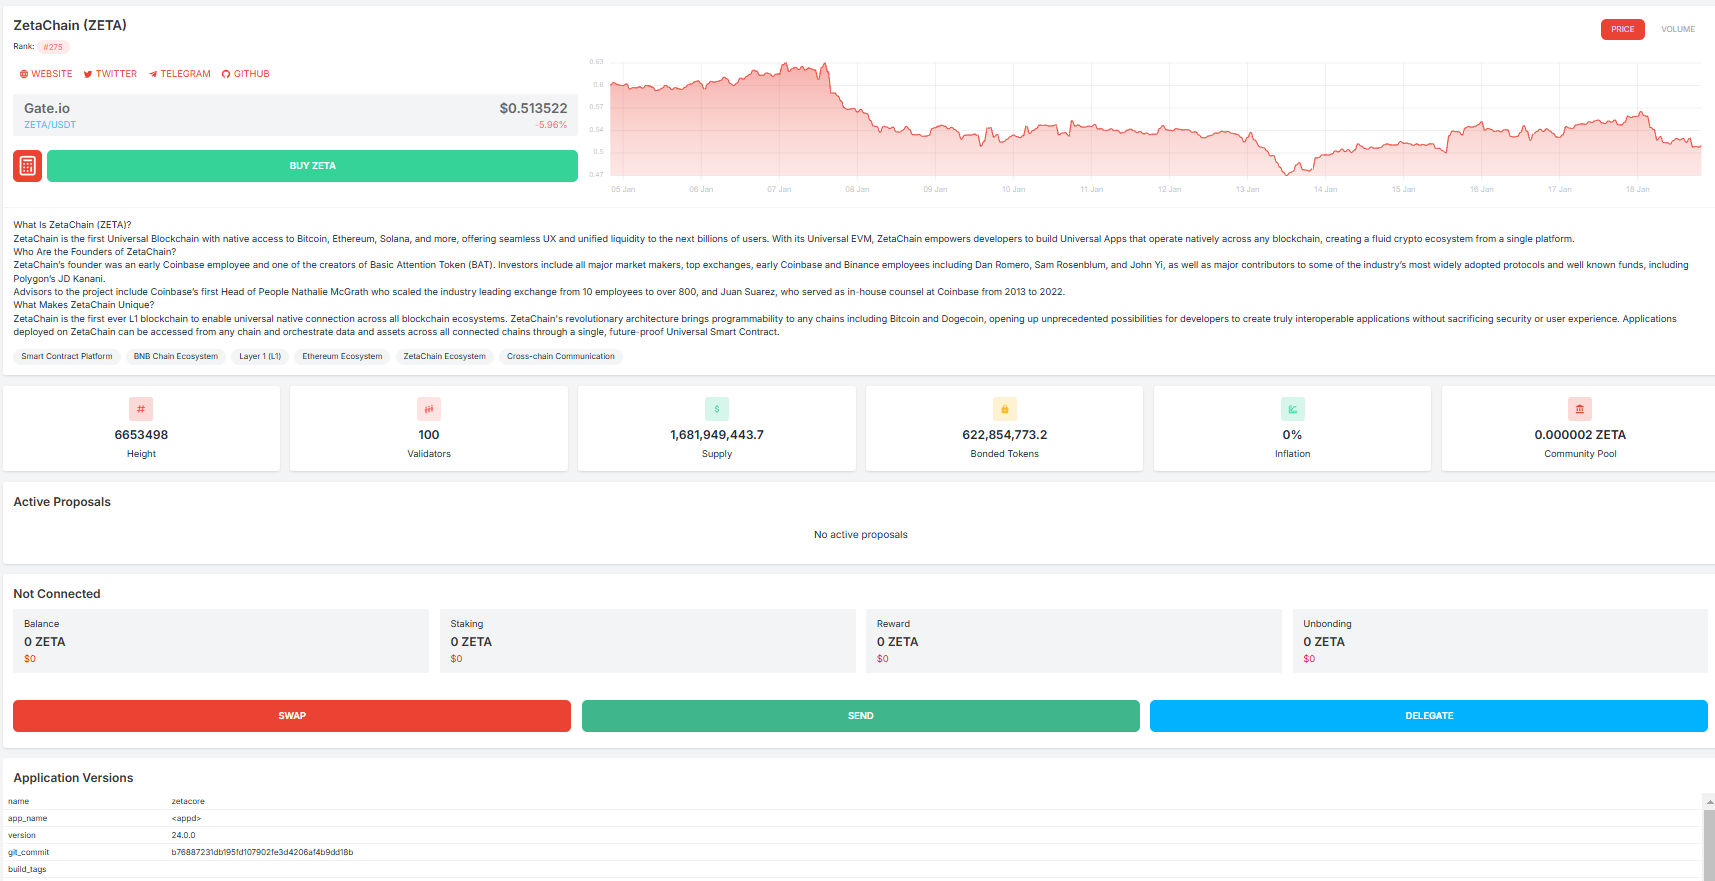 ZetaChain (ZETA)
Rank: #275
WEBSITE TWITTER TELEGRAM GITHUB
Gate.io $0.513522
ZETA/USDT -5.96%
BUY ZETA
PRICE VOLUME
0.63
0.6
0.57
0.54
0.5
0.47
05 Jan 06 Jan 07 Jan 08 Jan 09 Jan 10 Jan 11 Jan 12 Jan 13 Jan 14 Jan 15 Jan 16 Jan 17 Jan 18 Jan
What Is ZetaChain (ZETA)?
ZetaChain is the first Universal Blockchain with native access to Bitcoin, Ethereum, Solana, and more, offering seamless UX and unified liquidity to the next billions of users. With its Universal EVM, ZetaChain empowers developers to build Universal Apps that operate natively across any blockchain, creating a fluid crypto ecosystem from a single platform.
Who Are the Founders of ZetaChain?
ZetaChain's founder was an early Coinbase employee and one of the creators of Basic Attention Token (BAT). Investors include all major market makers, top exchanges, early Coinbase and Binance employees including Dan Romero, Sam Rosenblum, and John Yi, as well as major contributors to some of the industry's most widely adopted protocols and well known funds, including
Polygon's JD Kanani.
Advisors to the project include Coinbase's first Head of People Nathalie McGrath who scaled the industry leading exchange from 10 employees to over 800, and Juan Suarez, who served as in-house counsel at Coinbase from 2013 to 2022.
What Makes ZetaChain Unique?
ZetaChain is the first ever L1 blockchain to enable universal native connection across all blockchain ecosystems. ZetaChain's revolutionary architecture brings programmability to any chains including Bitcoin and Dogecoin, opening up unprecedented possibilities for developers to create truly interoperable applications without sacrificing security or user experience. Applications
deployed on ZetaChain can be accessed from any chain and orchestrate data and assets across all connected chains through a single, future-proof Universal Smart Contract.
Smart Contract Platform BNB Chain Ecosystem Layer 1 (L1) Ethereum Ecosystem ZetaChain Ecosystem Cross-chain Communication
6653498 100 1,681,949,443.7 622,854,773.2 0% 0.000002 ZETA
Height Validators Supply Bonded Tokens Inflation Community Pool
Active Proposals
No active proposals
Not Connected
Balance Staking Reward Unbonding
0 ZETA 0 ZETA 0 ZETA 0 ZETA
$0 $0 $0 $0
SWAP SEND DELEGATE
Application Versions
name zetacore
app_name <appd>
version 24.0.0
git_commit b76887231db195fd107902fe3d4206af4b9dd18b
build_tags